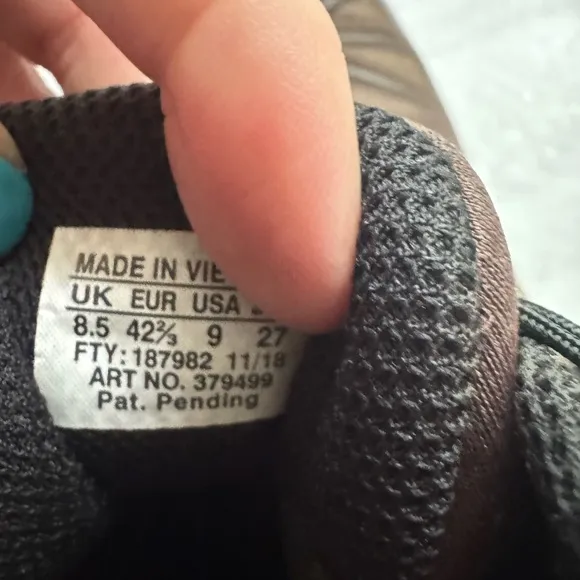 MADE IN VIE
UK EUR USA
8.5 42⅔ 9 27
FTY: 187982 11/18
ART NO. 379499
Pat. Pending